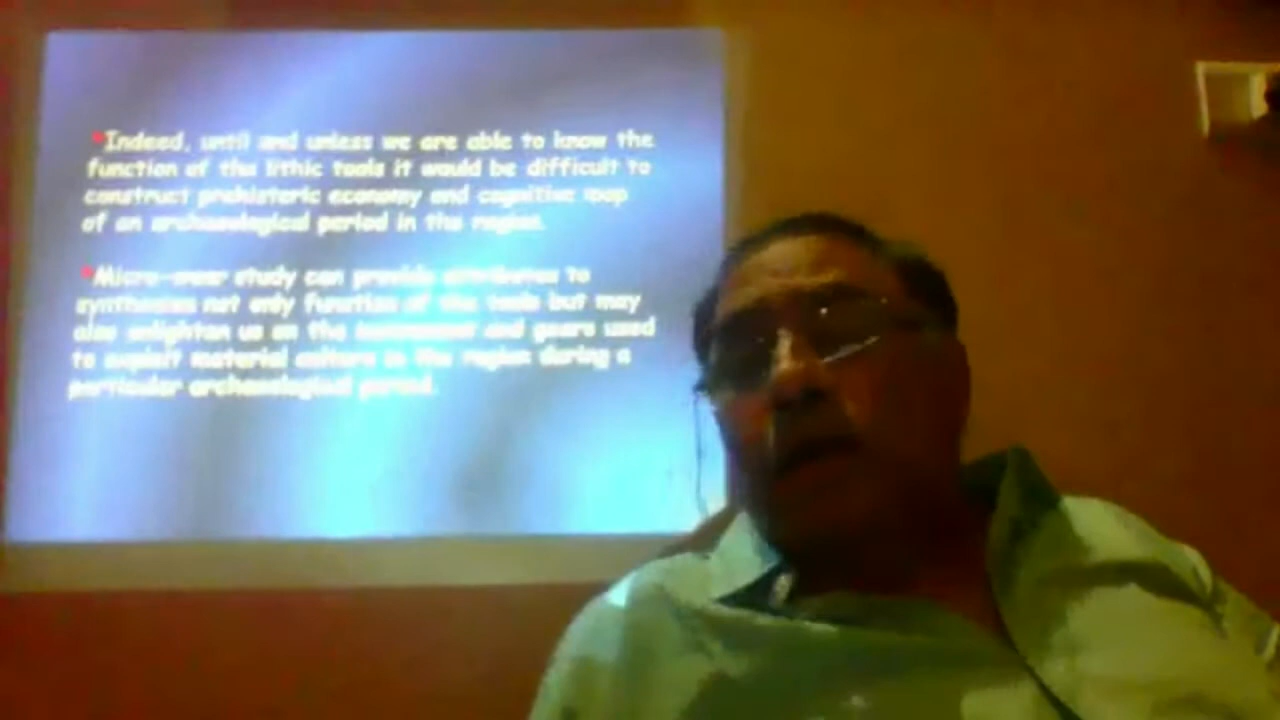 *Indeed, until and unless we are able to know the
function of the lithic tools it would be difficult to
construct prehistoric economy and cognitive map
of an archaeological period in the region.
*Micro-wear study can provide attributes to
synthesizes not only function of the tools but may
also enlighten us on the and gears used
to exploit material culture in the region during a
particular archaeological period.